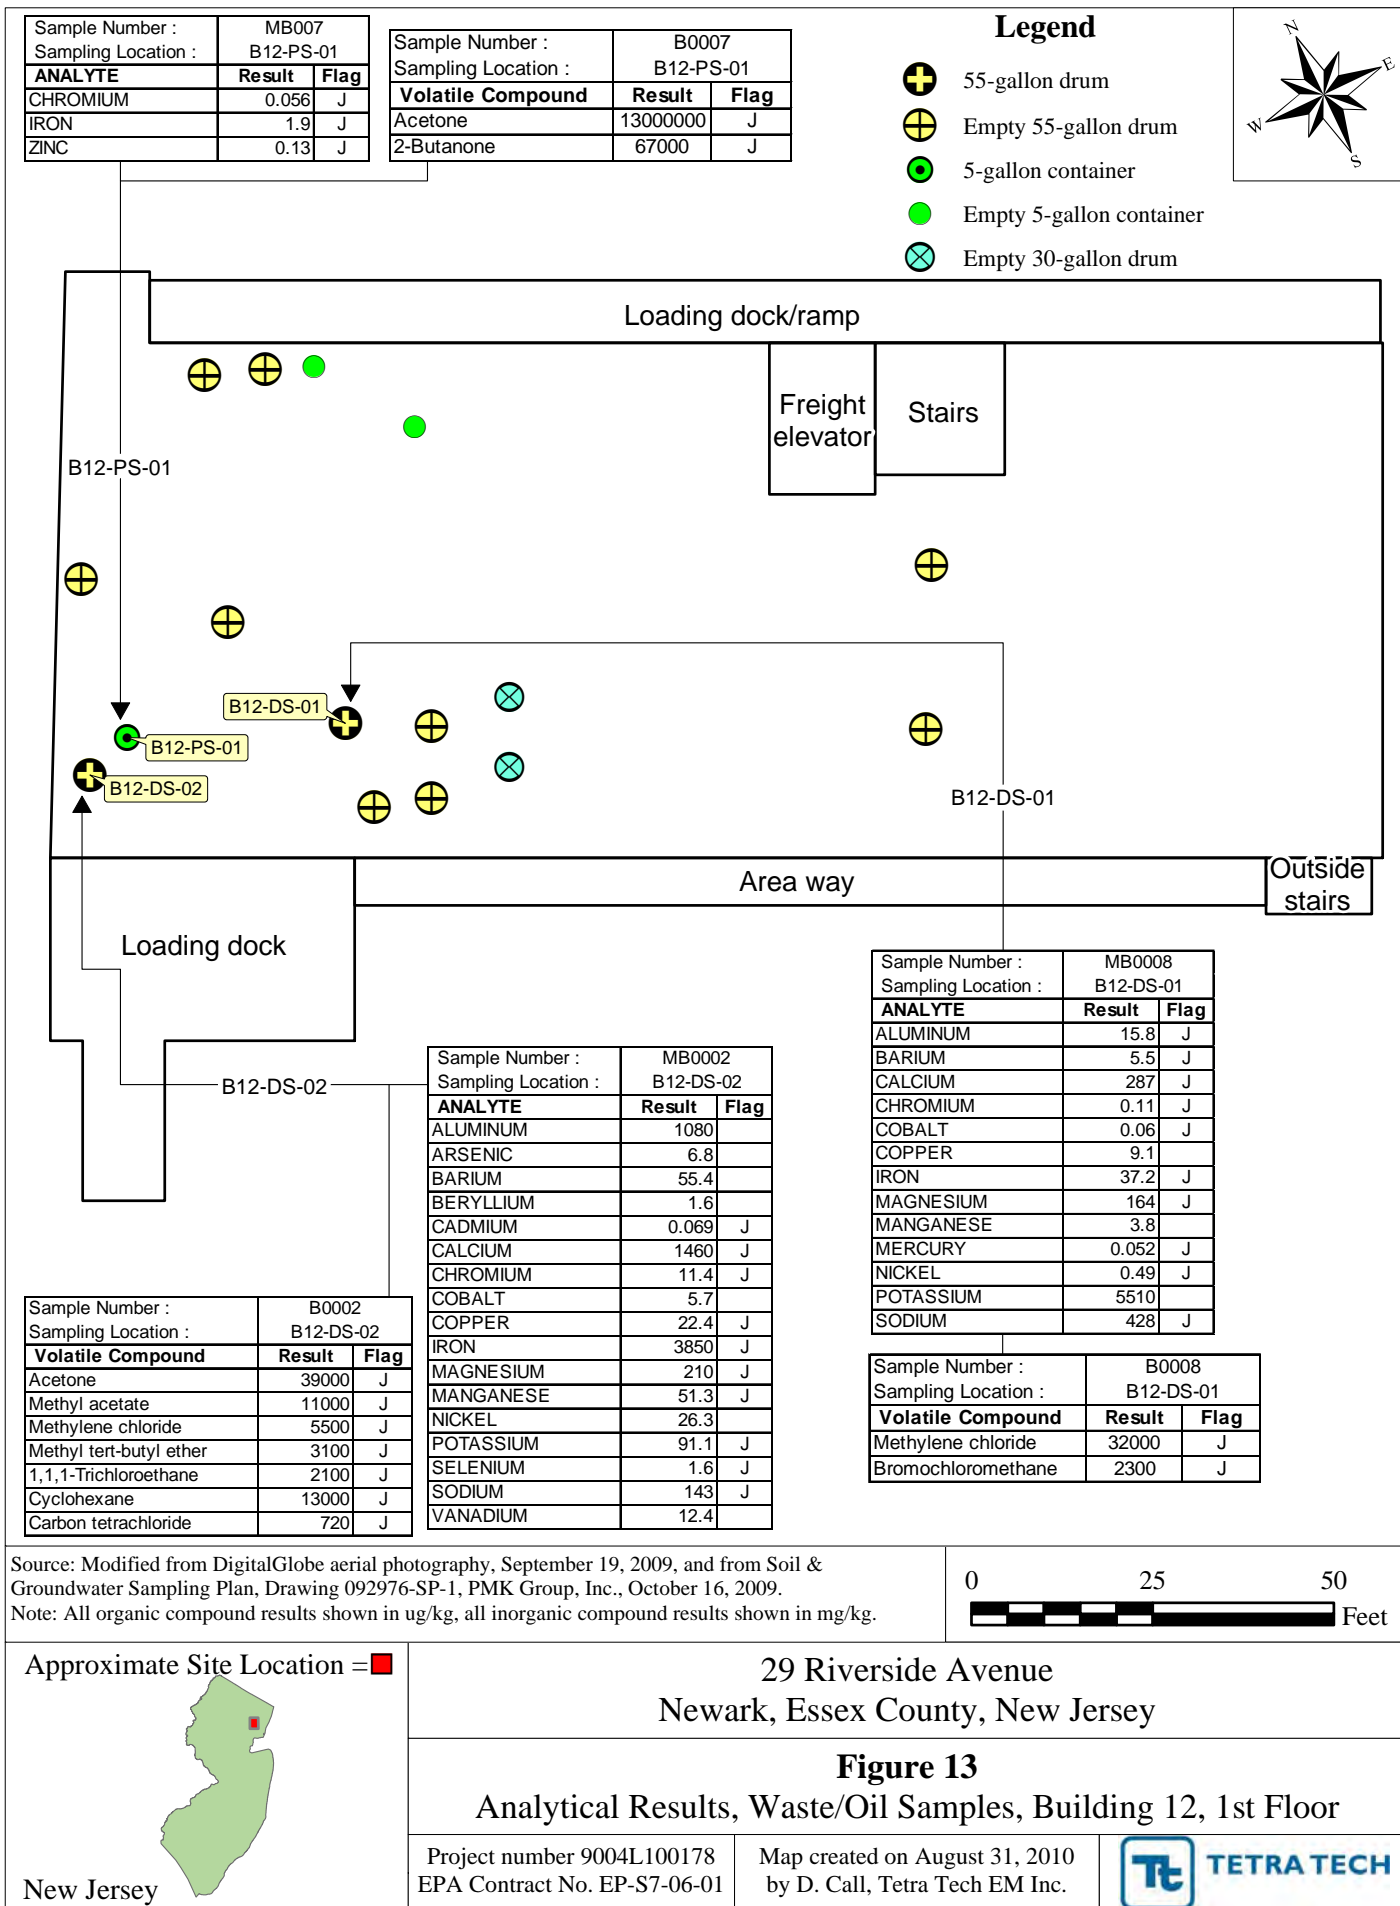 Sample Number : MB007
Sampling Location : B12-PS-01
ANALYTE Result Flag
CHROMIUM 0.056 J
IRON 1.9 J
ZINC 0.13 J
Sample Number : B0007
Sampling Location : B12-PS-01
Volatile Compound Result Flag
Acetone 13000000 J
2-Butanone 67000 J
Legend
55-gallon drum
Empty 55-gallon drum
5-gallon container
Empty 5-gallon container
Empty 30-gallon drum
N
E
W
S
Loading dock/ramp
Freight
elevator
Stairs
B12-PS-01
B12-DS-01
B12-PS-01
B12-DS-02
B12-DS-01
Area way
Outside
stairs
Loading dock
B12-DS-02
Sample Number : MB0008
Sampling Location : B12-DS-01
ANALYTE Result Flag
ALUMINUM 15.8 J
BARIUM 5.5 J
CALCIUM 287 J
CHROMIUM 0.11 J
COBALT 0.06 J
COPPER 9.1
IRON 37.2 J
MAGNESIUM 164 J
MANGANESE 3.8
MERCURY 0.052 J
NICKEL 0.49 J
POTASSIUM 5510
SODIUM 428 J
Sample Number : MB0002
Sampling Location : B12-DS-02
ANALYTE Result Flag
ALUMINUM 1080
ARSENIC 6.8
BARIUM 55.4
BERYLLIUM 1.6
CADMIUM 0.069 J
CALCIUM 1460 J
CHROMIUM 11.4 J
COBALT 5.7
COPPER 22.4 J
IRON 3850 J
MAGNESIUM 210 J
MANGANESE 51.3 J
NICKEL 26.3
POTASSIUM 91.1 J
SELENIUM 1.6 J
SODIUM 143 J
VANADIUM 12.4
Sample Number : B0002
Sampling Location : B12-DS-02
Volatile Compound Result Flag
Acetone 39000 J
Methyl acetate 11000 J
Methylene chloride 5500 J
Methyl tert-butyl ether 3100 J
1,1,1-Trichloroethane 2100 J
Cyclohexane 13000 J
Carbon tetrachloride 720 J
Sample Number : B0008
Sampling Location : B12-DS-01
Volatile Compound Result Flag
Methylene chloride 32000 J
Bromochloromethane 2300 J
Source: Modified from DigitalGlobe aerial photography, September 19, 2009, and from Soil &
Groundwater Sampling Plan, Drawing 092976-SP-1, PMK Group, Inc., October 16, 2009.
Note: All organic compound results shown in ug/kg, all inorganic compound results shown in mg/kg.
0 25 50
Feet
Approximate Site Location =
New Jersey
29 Riverside Avenue
Newark, Essex County, New Jersey
Figure 13
Analytical Results, Waste/Oil Samples, Building 12, 1st Floor
Project number 9004L100178
EPA Contract No. EP-S7-06-01
Map created on August 31, 2010
by D. Call, Tetra Tech EM Inc.
Tt TETRA TECH